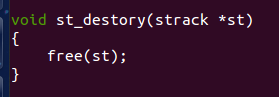 void st_destory(strack *st)
{
    free(st);
}